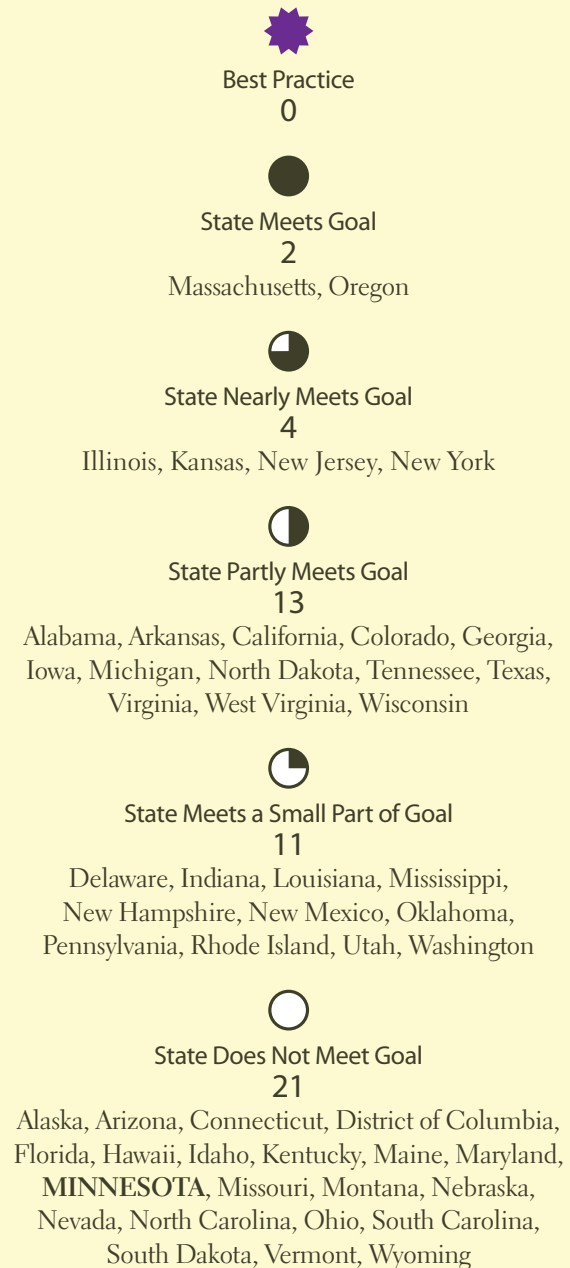 Best Practice
0
State Meets Goal
2
Massachusetts, Oregon
State Nearly Meets Goal
4
Illinois, Kansas, New Jersey, New York
State Partly Meets Goal
13
Alabama, Arkansas, California, Colorado, Georgia,
Iowa, Michigan, North Dakota, Tennessee, Texas,
Virginia, West Virginia, Wisconsin
State Meets a Small Part of Goal
11
Delaware, Indiana, Louisiana, Mississippi,
New Hampshire, New Mexico, Oklahoma,
Pennsylvania, Rhode Island, Utah, Washington
State Does Not Meet Goal
21
Alaska, Arizona, Connecticut, District of Columbia,
Florida, Hawaii, Idaho, Kentucky, Maine, Maryland,
MINNESOTA, Missouri, Montana, Nebraska,
Nevada, North Carolina, Ohio, South Carolina,
South Dakota, Vermont, Wyoming